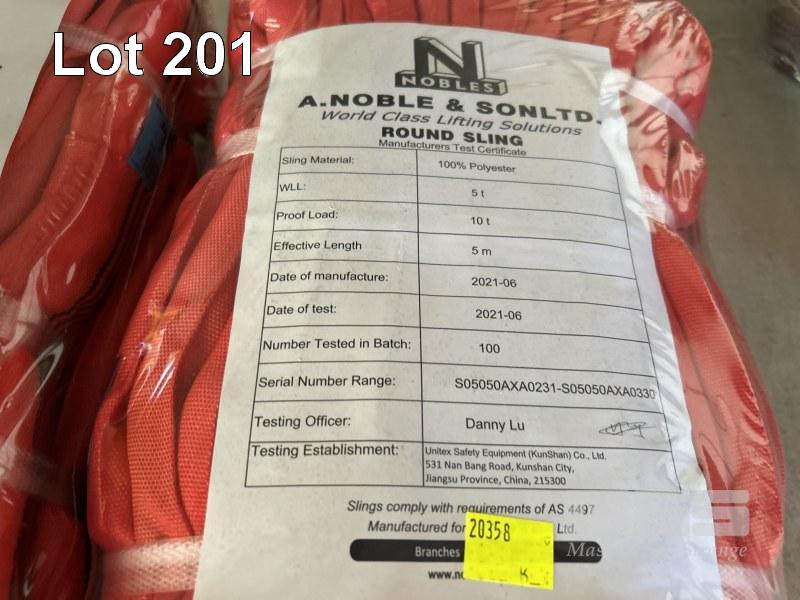 Lot 201
N
NOBLES
A.NOBLE & SONLTD.
World Class Lifting Solutions
ROUND SLING
Manufacturers Test Certificate
Sling Material: 100% Polyester
WLL: 5 t
Proof Load: 10 t
Effective Length 5 m
Date of manufacture: 2021-06
Date of test: 2021-06
Number Tested in Batch: 100
Serial Number Range: S05050AXA0231-S05050AXA0330
Testing Officer: Danny Lu
Testing Establishment: Unitex Safety Equipment (KunShan) Co., Ltd.
531 Nan Bang Road, Kunshan City,
Jiangsu Province, China, 215300
Slings comply with requirements of AS 4497
Manufactured for Ltd.
20358
Branches
www.